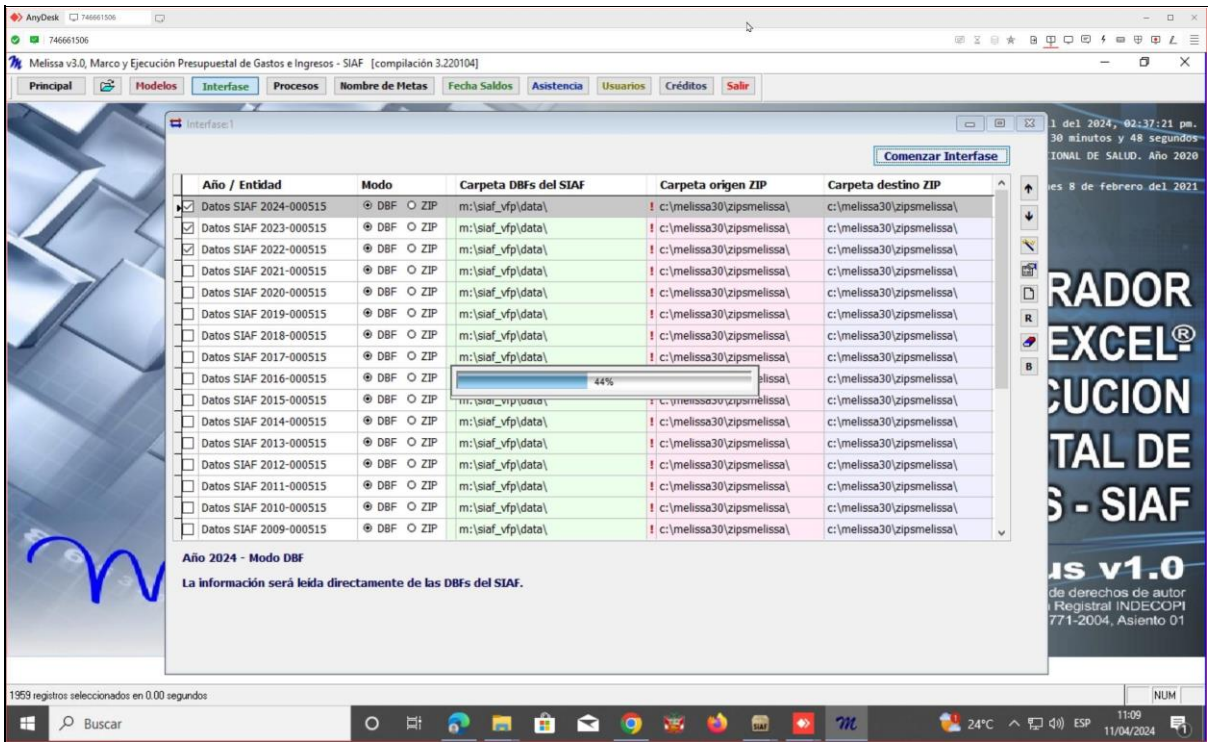 AnyDesk 746661506
746661506
Melissa v3.0, Marco y Ejecución Presupuestal de Gastos e Ingresos - SIAF [compilación 3.220104]
Principal Modelos Interfase Procesos Nombre de Metas Fecha Saldos Asistencia Usuarios Créditos Salir
Interfase:1
l del 2024, 02:37:21 pm.
30 minutos y 48 segundos
IONAL DE SALUD. Año 2020
es 8 de febrero del 2021
Comenzar Interfase
Año / Entidad Modo Carpeta DBFs del SIAF Carpeta origen ZIP Carpeta destino ZIP
Datos SIAF 2024-000515 DBF ZIP m:\siaf_vfp\data\ ! c:\melissa30\zipsmelissa\ c:\melissa30\zipsmelissa\
Datos SIAF 2023-000515 DBF ZIP m:\siaf_vfp\data\ ! c:\melissa30\zipsmelissa\ c:\melissa30\zipsmelissa\
Datos SIAF 2022-000515 DBF ZIP m:\siaf_vfp\data\ ! c:\melissa30\zipsmelissa\ c:\melissa30\zipsmelissa\
Datos SIAF 2021-000515 DBF ZIP m:\siaf_vfp\data\ ! c:\melissa30\zipsmelissa\ c:\melissa30\zipsmelissa\
Datos SIAF 2020-000515 DBF ZIP m:\siaf_vfp\data\ ! c:\melissa30\zipsmelissa\ c:\melissa30\zipsmelissa\
Datos SIAF 2019-000515 DBF ZIP m:\siaf_vfp\data\ ! c:\melissa30\zipsmelissa\ c:\melissa30\zipsmelissa\
R
Datos SIAF 2018-000515 DBF ZIP m:\siaf_vfp\data\ ! c:\melissa30\zipsmelissa\ c:\melissa30\zipsmelissa\
Datos SIAF 2017-000515 DBF ZIP m:\siaf_vfp\data\ ! c:\melissa30\zipsmelissa\ c:\melissa30\zipsmelissa\
B
Datos SIAF 2016-000515 DBF ZIP 44% elissa\ c:\melissa30\zipsmelissa\
Datos SIAF 2015-000515 DBF ZIP m:\siaf_vfp\data\ ! c:\melissa30\zipsmelissa\ c:\melissa30\zipsmelissa\
Datos SIAF 2014-000515 DBF ZIP m:\siaf_vfp\data\ ! c:\melissa30\zipsmelissa\ c:\melissa30\zipsmelissa\
Datos SIAF 2013-000515 DBF ZIP m:\siaf_vfp\data\ ! c:\melissa30\zipsmelissa\ c:\melissa30\zipsmelissa\
Datos SIAF 2012-000515 DBF ZIP m:\siaf_vfp\data\ ! c:\melissa30\zipsmelissa\ c:\melissa30\zipsmelissa\
Datos SIAF 2011-000515 DBF ZIP m:\siaf_vfp\data\ ! c:\melissa30\zipsmelissa\ c:\melissa30\zipsmelissa\
Datos SIAF 2010-000515 DBF ZIP m:\siaf_vfp\data\ ! c:\melissa30\zipsmelissa\ c:\melissa30\zipsmelissa\
Datos SIAF 2009-000515 DBF ZIP m:\siaf_vfp\data\ ! c:\melissa30\zipsmelissa\ c:\melissa30\zipsmelissa\
Año 2024 - Modo DBF
La información será leída directamente de las DBFs del SIAF.
RADOR
EXCEL®
CUCION
TAL DE
S - SIAF
us v1.0
de derechos de autor
Registral INDECOPI
771-2004, Asiento 01
1959 registros seleccionados en 0.00 segundos NUM
Buscar SIAF 24°C ESP 11:09
11/04/2024